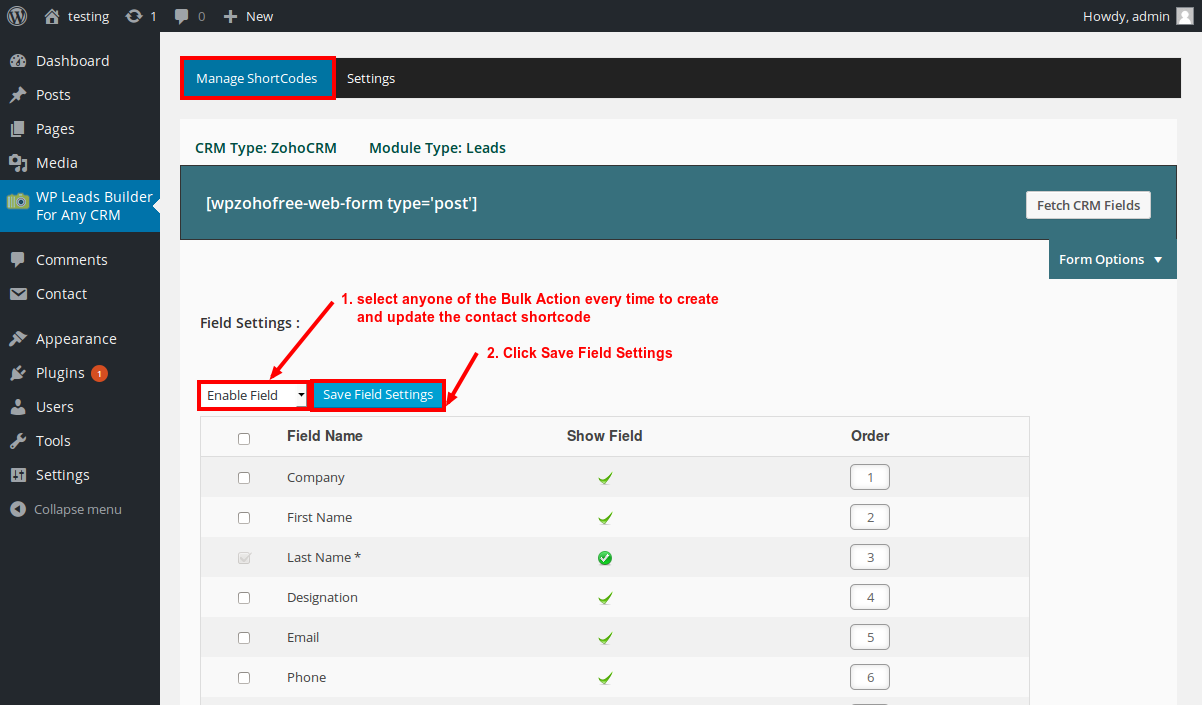 testing 1 0 New Howdy, admin
Dashboard
Posts
Pages
Media
WP Leads Builder
For Any CRM
Comments
Contact
Appearance
Plugins 1
Users
Tools
Settings
Collapse menu
Manage ShortCodes Settings
CRM Type: ZohoCRM Module Type: Leads
[wpzohofree-web-form type='post'] Fetch CRM Fields
Form Options
1. select anyone of the Bulk Action every time to create
and update the contact shortcode
Field Settings :
2. Click Save Field Settings
Enable Field Save Field Settings
Field Name Show Field Order
Company 1
First Name 2
Last Name * 3
Designation 4
Email 5
Phone 6